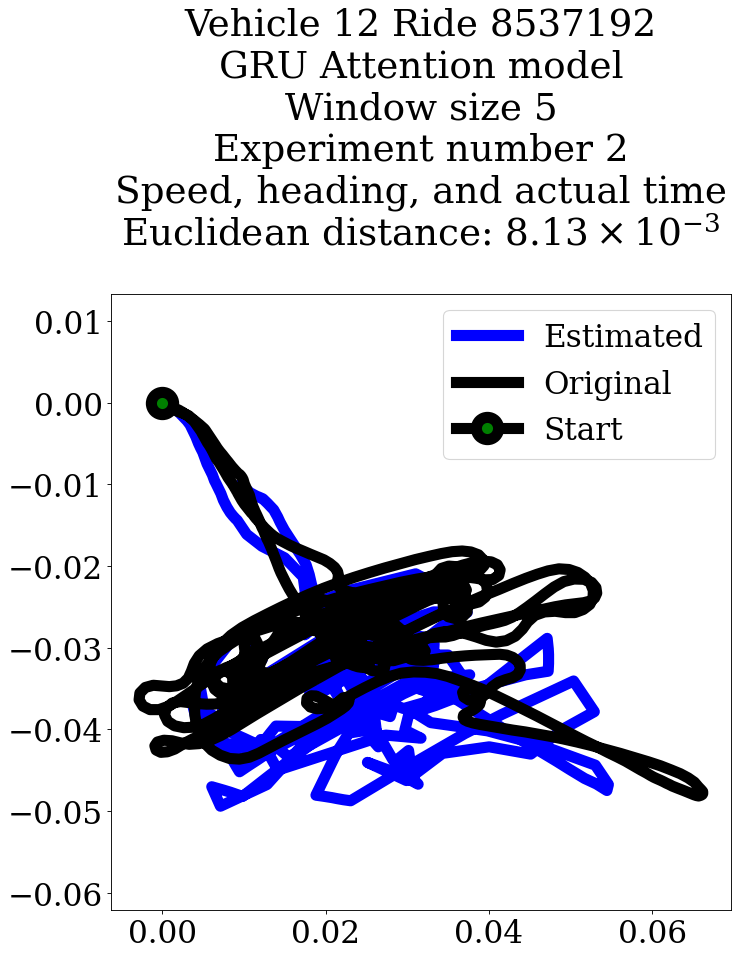 Vehicle 12 Ride 8537192
GRU Attention model
Window size 5
Experiment number 2
Speed, heading, and actual time
Euclidean distance: 8.13 × 10⁻³
Estimated
Original
Start
0.01
0.00
−0.01
−0.02
−0.03
−0.04
−0.05
−0.06
0.00 0.02 0.04 0.06